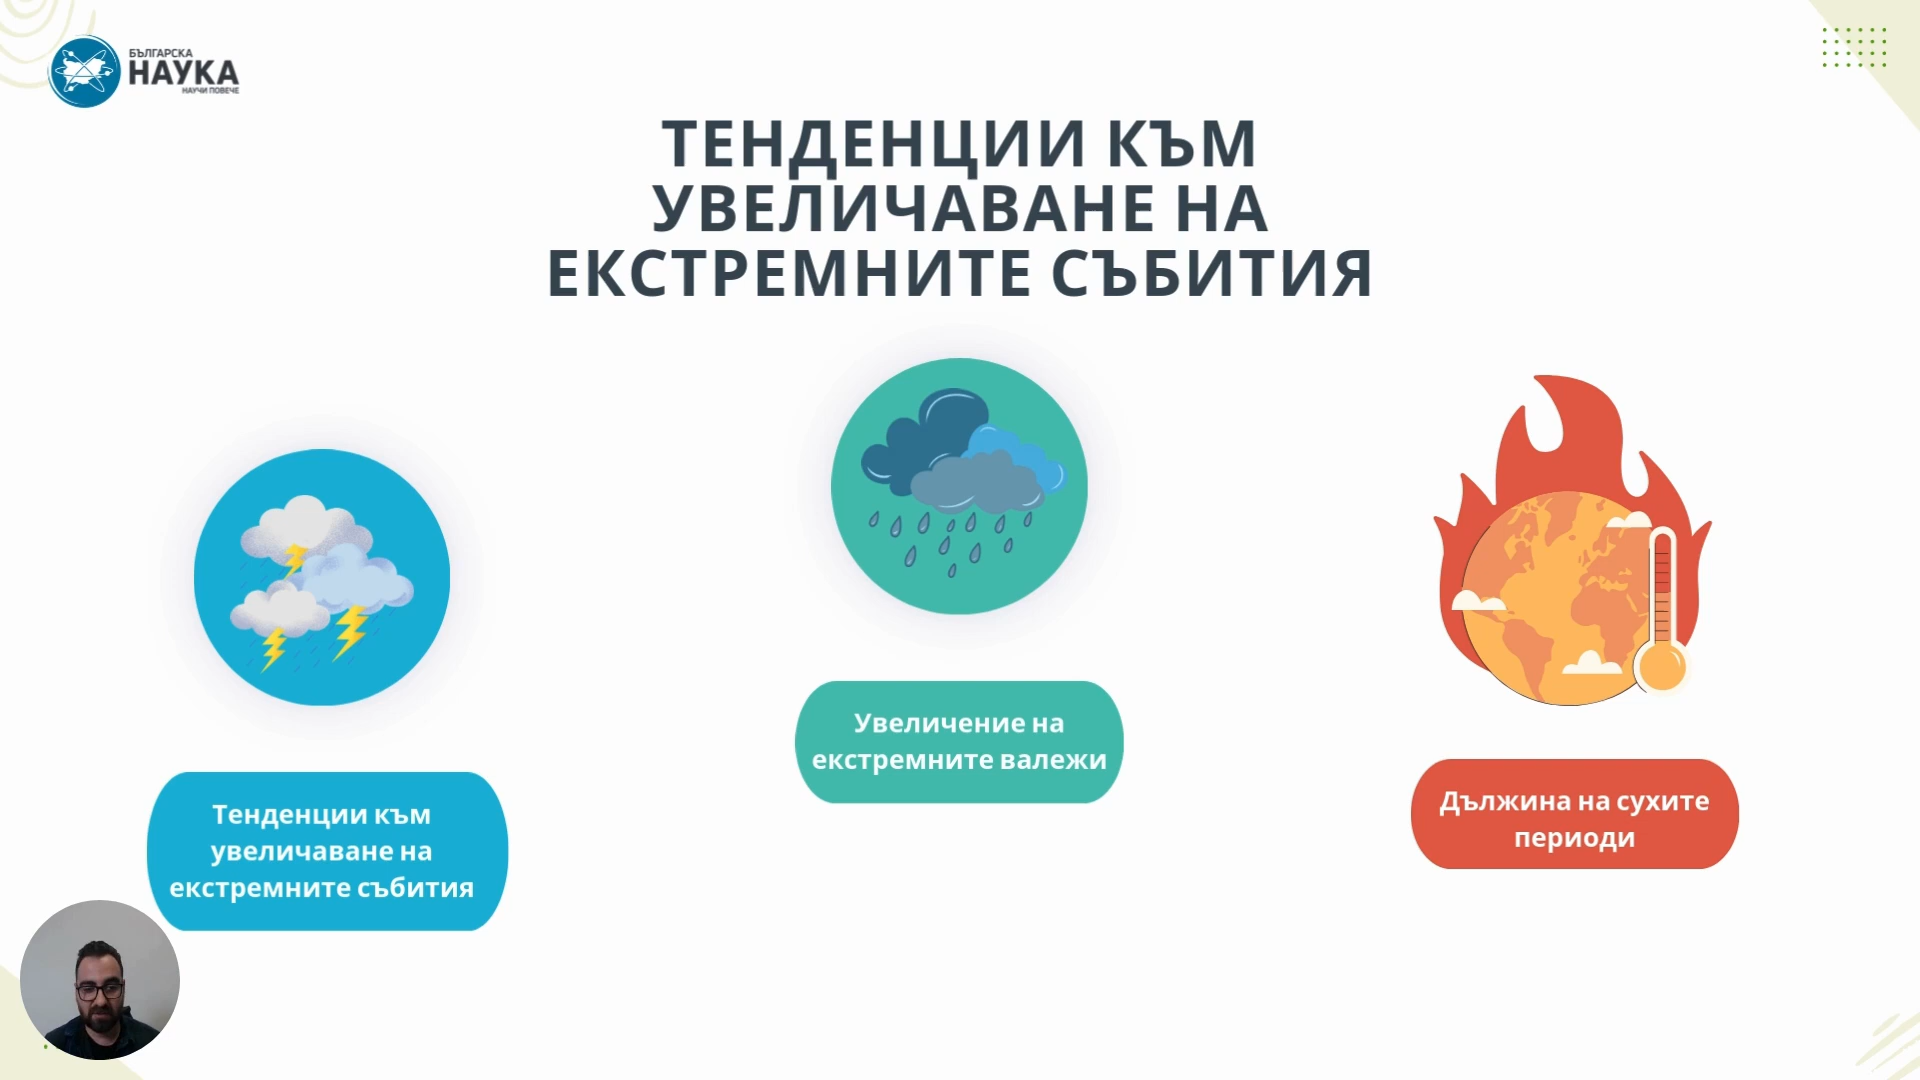 БЪЛГАРСКА
НАУКА
НАУЧИ ПОВЕЧЕ
ТЕНДЕНЦИИ КЪМ
УВЕЛИЧАВАНЕ НА
ЕКСТРЕМНИТЕ СЪБИТИЯ
Тенденции към
увеличаване на
екстремните събития
Увеличение на
екстремните валежи
Дължина на сухите
периоди